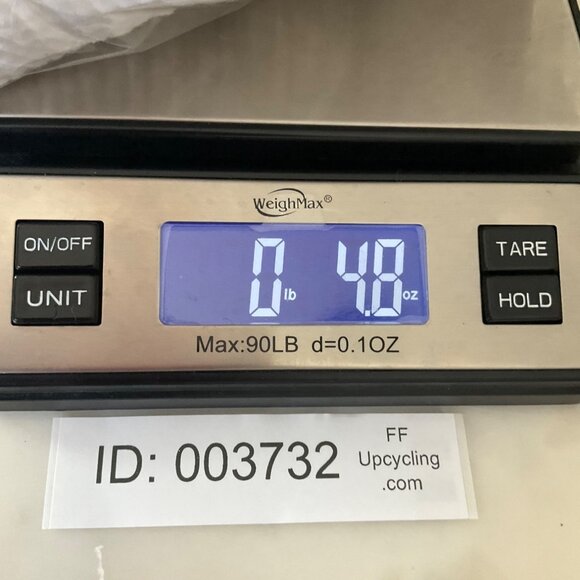 WeighMax®
ON/OFF
UNIT
0 lb 4.8 oz
TARE
HOLD
Max:90LB d=0.1OZ
ID: 003732
FF
Upcycling
.com